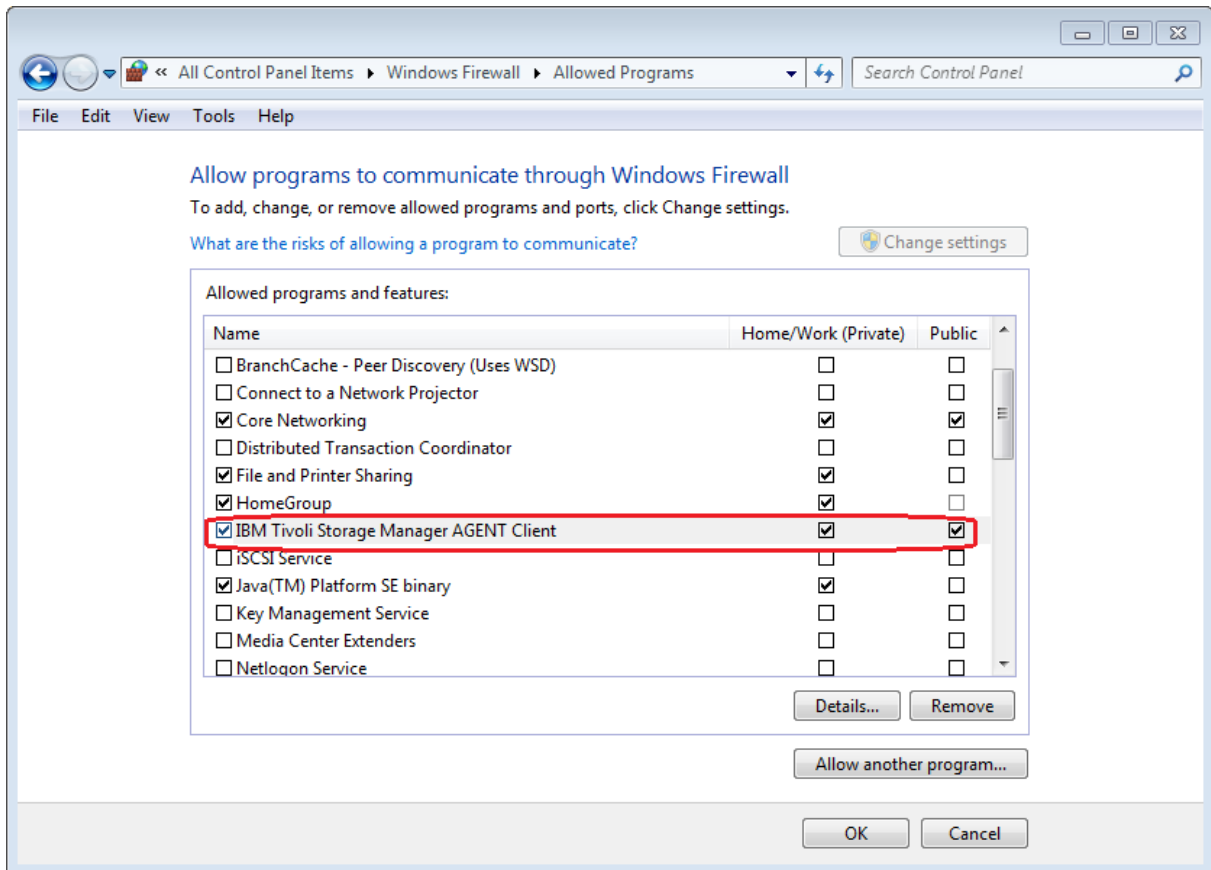 « All Control Panel Items ▸ Windows Firewall ▸ Allowed Programs Search Control Panel
File Edit View Tools Help
Allow programs to communicate through Windows Firewall
To add, change, or remove allowed programs and ports, click Change settings.
What are the risks of allowing a program to communicate? Change settings
Allowed programs and features:
Name Home/Work (Private) Public
BranchCache - Peer Discovery (Uses WSD)
Connect to a Network Projector
Core Networking
Distributed Transaction Coordinator
File and Printer Sharing
HomeGroup
IBM Tivoli Storage Manager AGENT Client
iSCSI Service
Java(TM) Platform SE binary
Key Management Service
Media Center Extenders
Netlogon Service
Details... Remove
Allow another program...
OK Cancel